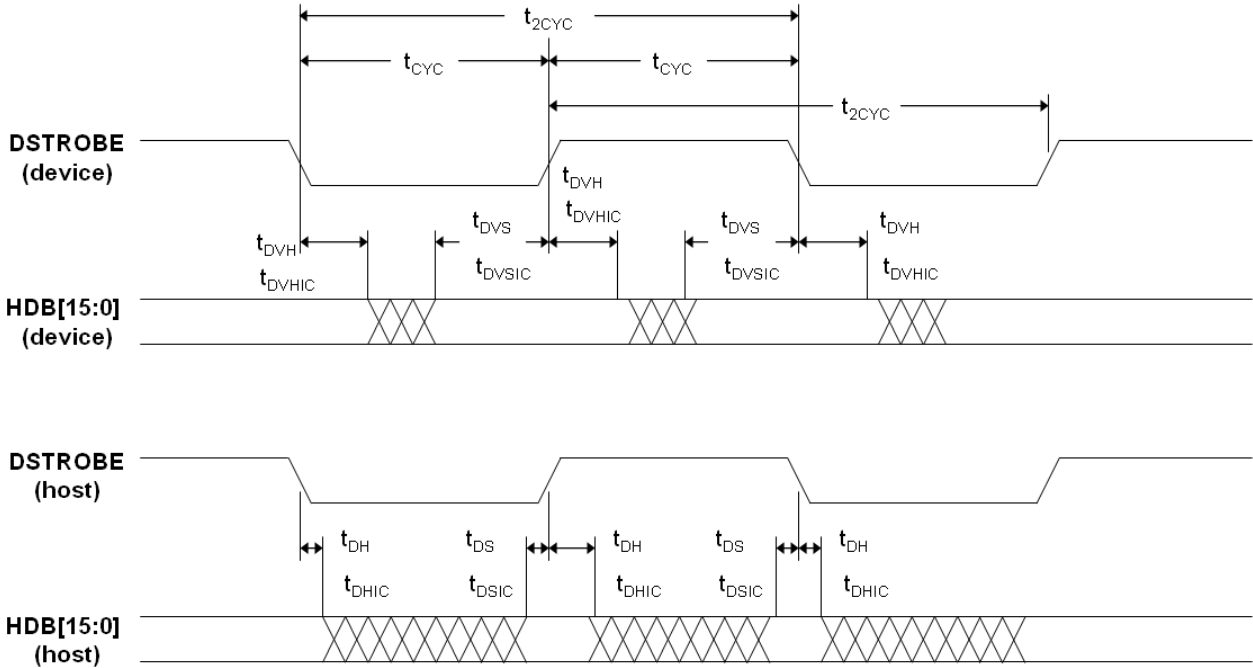 t2CYC
tCYC tCYC
t2CYC
DSTROBE
(device)
tDVH
tDVHIC
tDVS tDVS
tDVH tDVH
tDVSIC tDVSIC
tDVHIC tDVHIC
HDB[15:0]
(device)
DSTROBE
(host)
tDH tDS tDH tDS tDH
tDHIC tDSIC tDHIC tDSIC tDHIC
HDB[15:0]
(host)